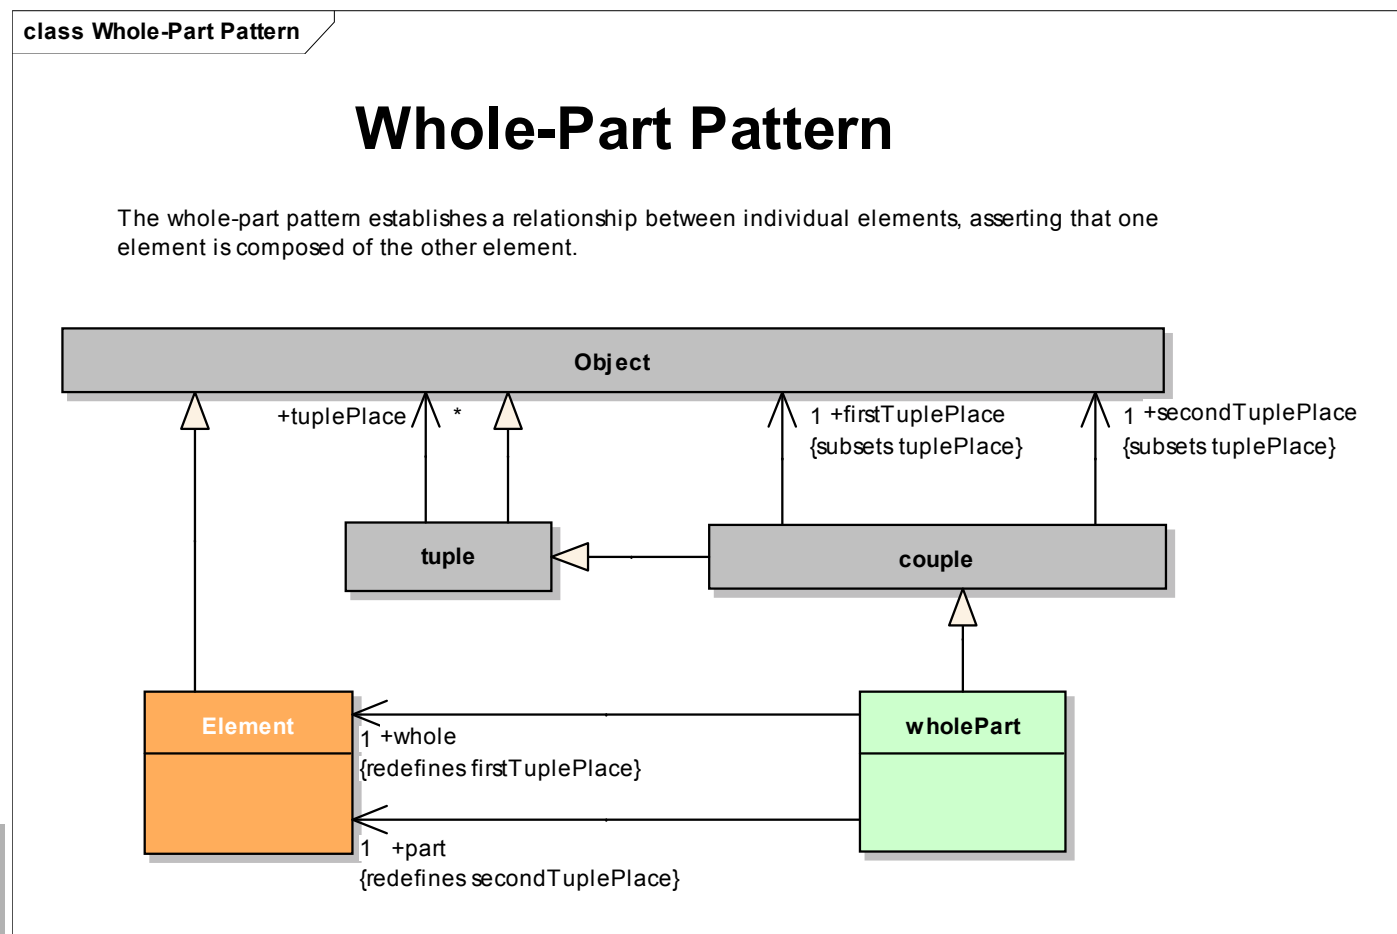 class Whole-Part Pattern
Whole-Part Pattern
The whole-part pattern establishes a relationship between individual elements, asserting that one
element is composed of the other element.
Object
+tuplePlace *
1 +firstTuplePlace
{subsets tuplePlace}
1 +secondTuplePlace
{subsets tuplePlace}
tuple
couple
Element
wholePart
1 +whole
{redefines firstTuplePlace}
1 +part
{redefines secondTuplePlace}